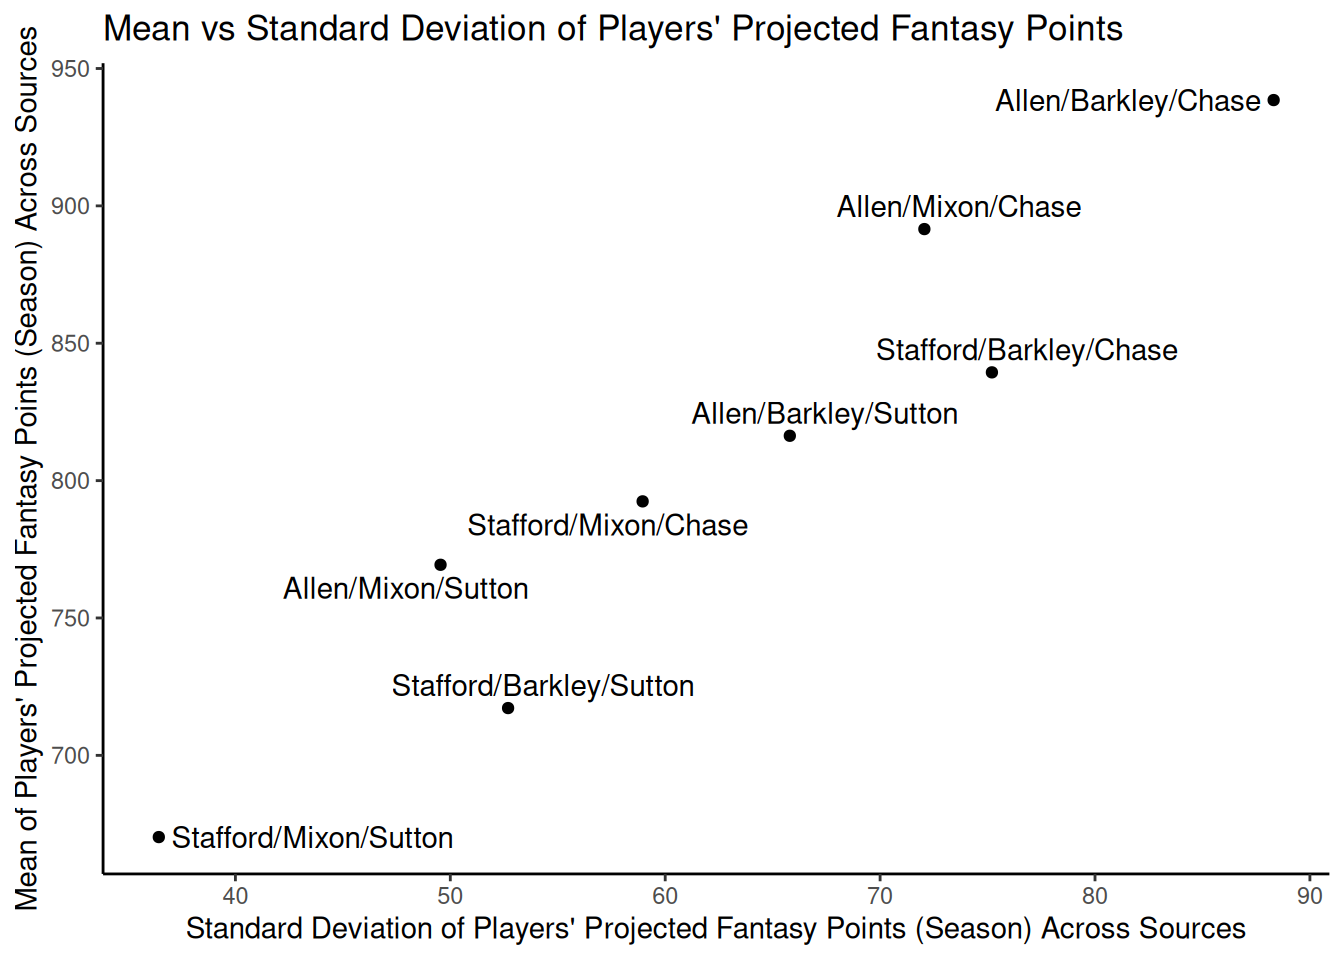 Mean vs Standard Deviation of Players' Projected Fantasy Points
Mean of Players' Projected Fantasy Points (Season) Across Sources
950
900
850
800
750
700
Allen/Barkley/Chase
Allen/Mixon/Chase
Stafford/Barkley/Chase
Allen/Barkley/Sutton
Stafford/Mixon/Chase
Allen/Mixon/Sutton
Stafford/Barkley/Sutton
Stafford/Mixon/Sutton
40 50 60 70 80 90
Standard Deviation of Players' Projected Fantasy Points (Season) Across Sources